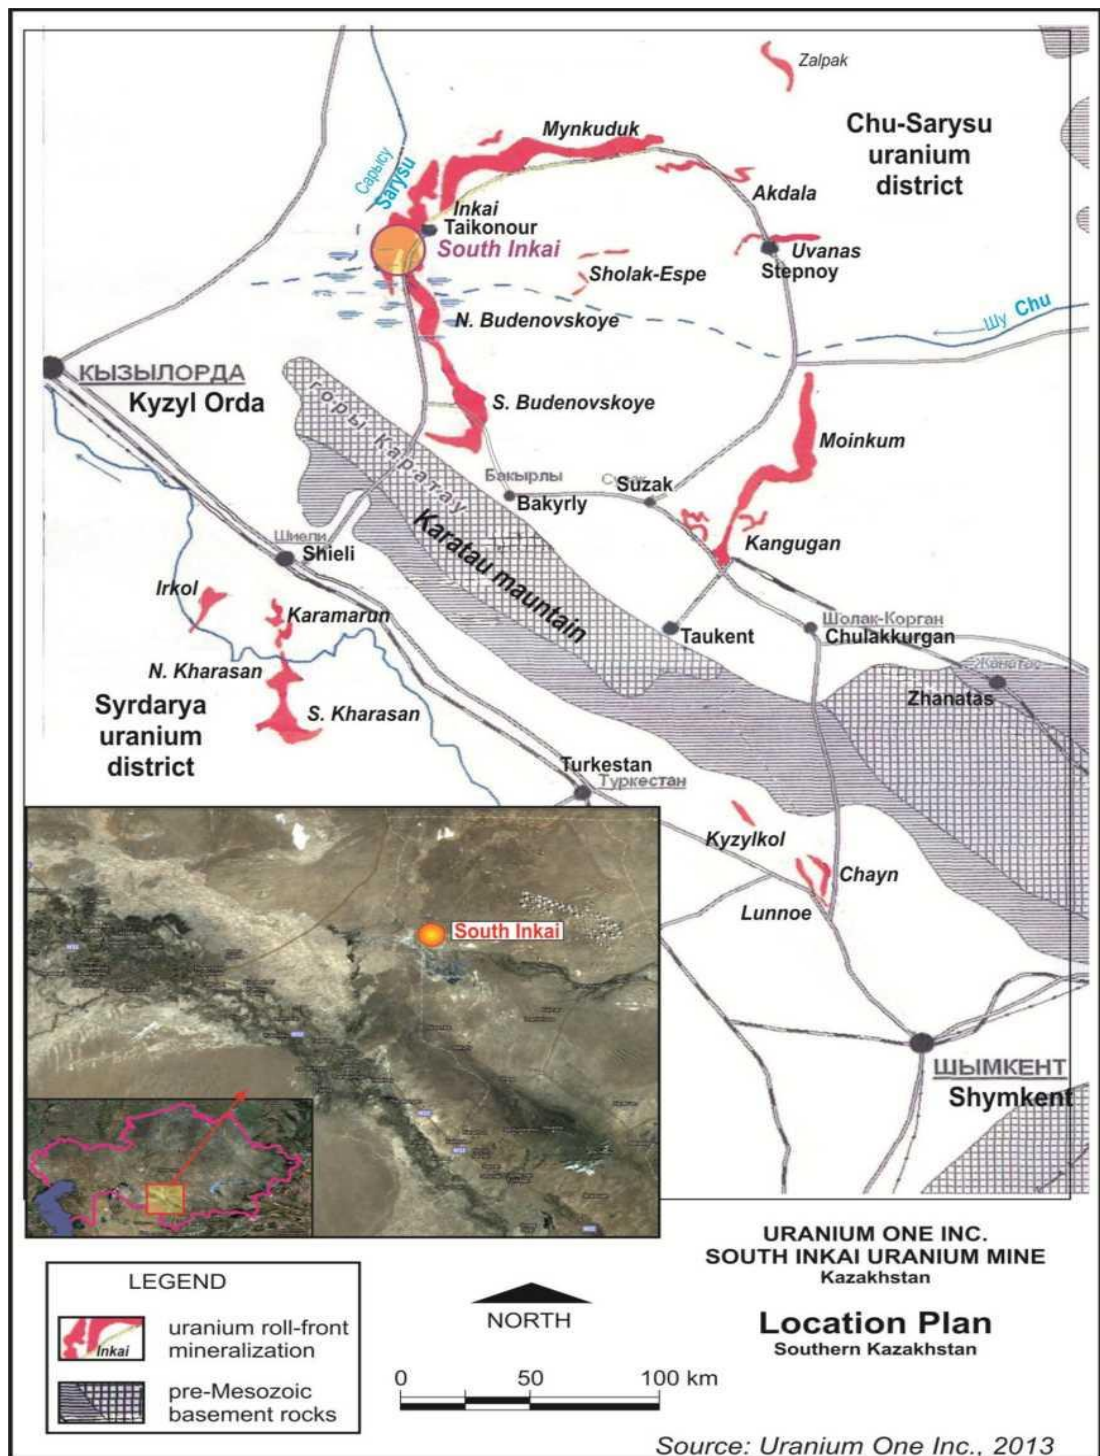 Zalpak
Chu-Sarysu
uranium
district
Mynkuduk
Сарысу
Sarysu
Akdala
Inkai
Taikonour
South Inkai
Uvanas
Stepnoy
Sholak-Espe
Шу Chu
N. Budenovskoye
КЫЗЫЛОРДА
Kyzyl Orda
S. Budenovskoye
горы Каратау
Moinkum
Бакырлы
Suzak
Bakyrly
Karatau mauntain
Шиели
Shieli
Kangugan
Irkol
Karamarun
Шолак-Корган
Taukent
Chulakkurgan
N. Kharasan
Жанатас
Zhanatas
S. Kharasan
Syrdarya
uranium
district
Turkestan
Туркестан
Kyzylkol
Chayn
Lunnoe
South Inkai
ШЫМКЕНТ
Shymkent
URANIUM ONE INC.
SOUTH INKAI URANIUM MINE
Kazakhstan
Location Plan
Southern Kazakhstan
LEGEND
Inkai
uranium roll-front
mineralization
pre-Mesozoic
basement rocks
NORTH
0 50 100 km
Source: Uranium One Inc., 2013